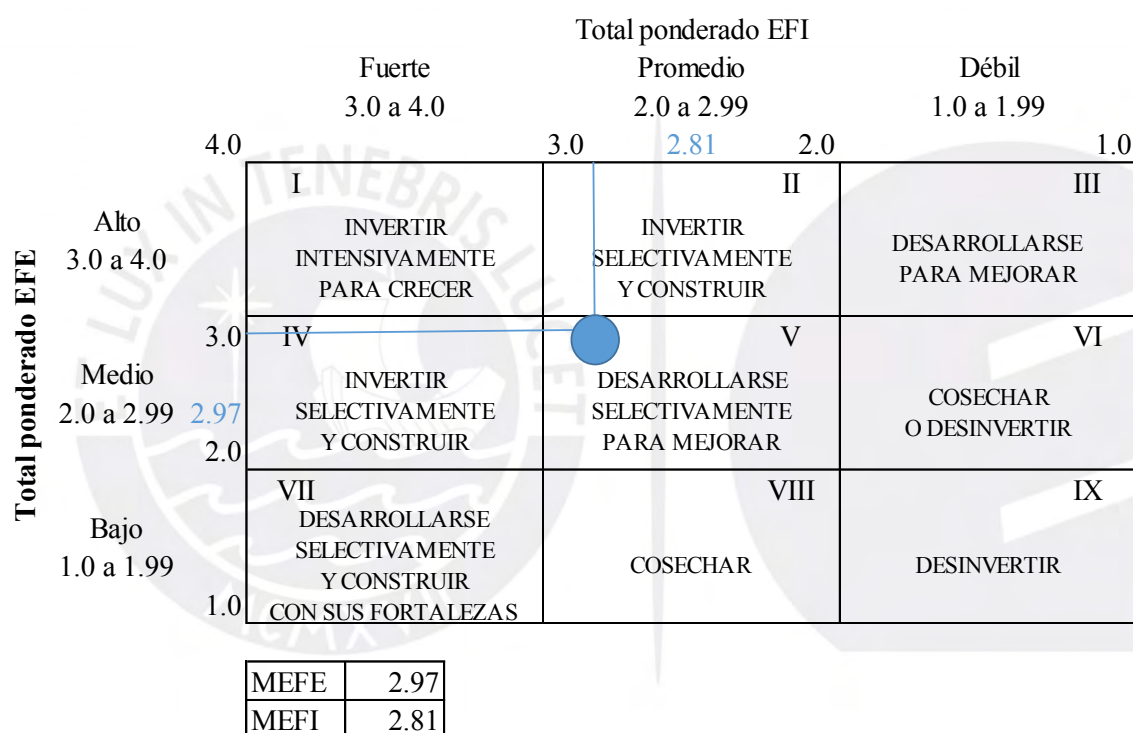 Total ponderado EFI
Fuerte Promedio Débil
3.0 a 4.0 2.0 a 2.99 1.0 a 1.99
4.0 3.0 2.81 2.0 1.0
Total ponderado EFE
Alto
3.0 a 4.0
I
INVERTIR
INTENSIVAMENTE
PARA CRECER
II
INVERTIR
SELECTIVAMENTE
Y CONSTRUIR
III
DESARROLLARSE
PARA MEJORAR
3.0
Medio
2.0 a 2.99 2.97
2.0
IV
INVERTIR
SELECTIVAMENTE
Y CONSTRUIR
V
DESARROLLARSE
SELECTIVAMENTE
PARA MEJORAR
VI
COSECHAR
O DESINVERTIR
Bajo
1.0 a 1.99
1.0
VII
DESARROLLARSE
SELECTIVAMENTE
Y CONSTRUIR
CON SUS FORTALEZAS
VIII
COSECHAR
IX
DESINVERTIR
MEFE 2.97
MEFI 2.81
E LUX IN TENEBRIS LUCET